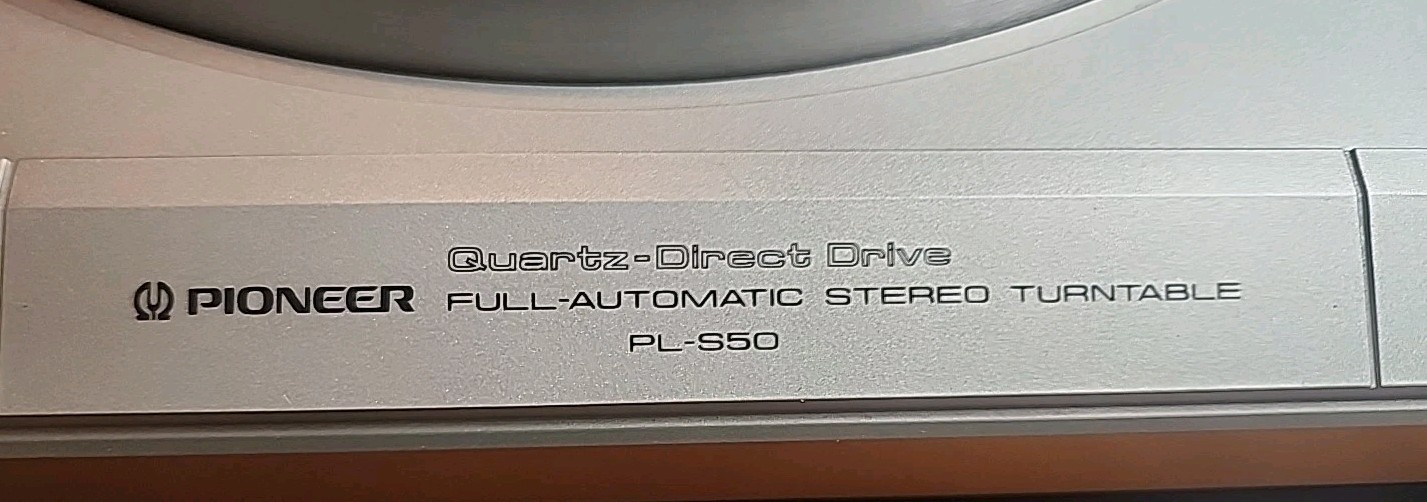 Quartz-Direct Drive
PIONEER FULL-AUTOMATIC STEREO TURNTABLE
PL-S50